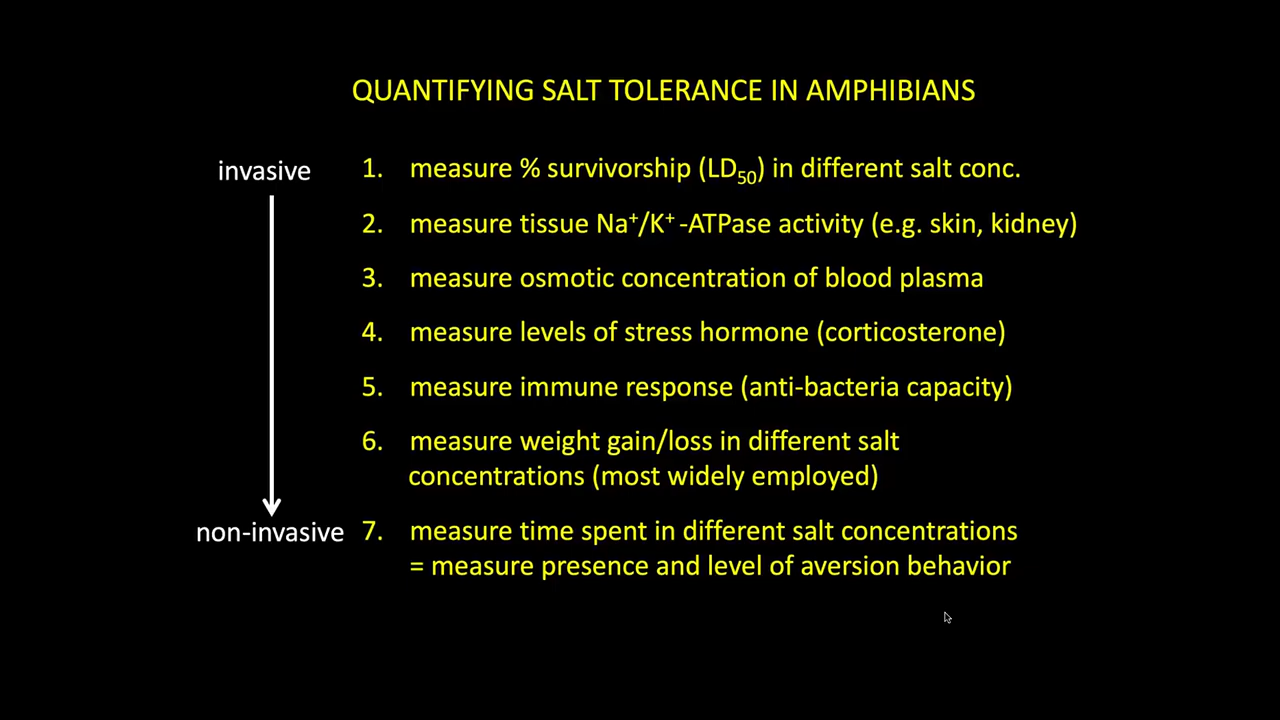 QUANTIFYING SALT TOLERANCE IN AMPHIBIANS
invasive
1. measure % survivorship (LD₅₀) in different salt conc.
2. measure tissue Na⁺/K⁺ -ATPase activity (e.g. skin, kidney)
3. measure osmotic concentration of blood plasma
4. measure levels of stress hormone (corticosterone)
5. measure immune response (anti-bacteria capacity)
6. measure weight gain/loss in different salt
concentrations (most widely employed)
non-invasive
7. measure time spent in different salt concentrations
= measure presence and level of aversion behavior